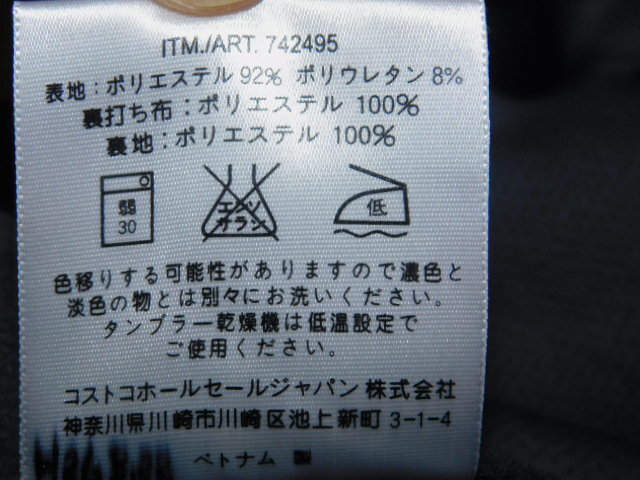 ITM./ART. 742495
表地：ポリエステル 92% ポリウレタン 8%
裏打ち布：ポリエステル 100%
裏地：ポリエステル 100%
弱
30
エンソ
サラシ
低
色移りする可能性がありますので濃色と
淡色の物とは別々にお洗いください。
タンブラー乾燥機は低温設定で
ご使用ください。
コストコホールセールジャパン株式会社
神奈川県川崎市川崎区池上新町 3-1-4
ベトナム 製